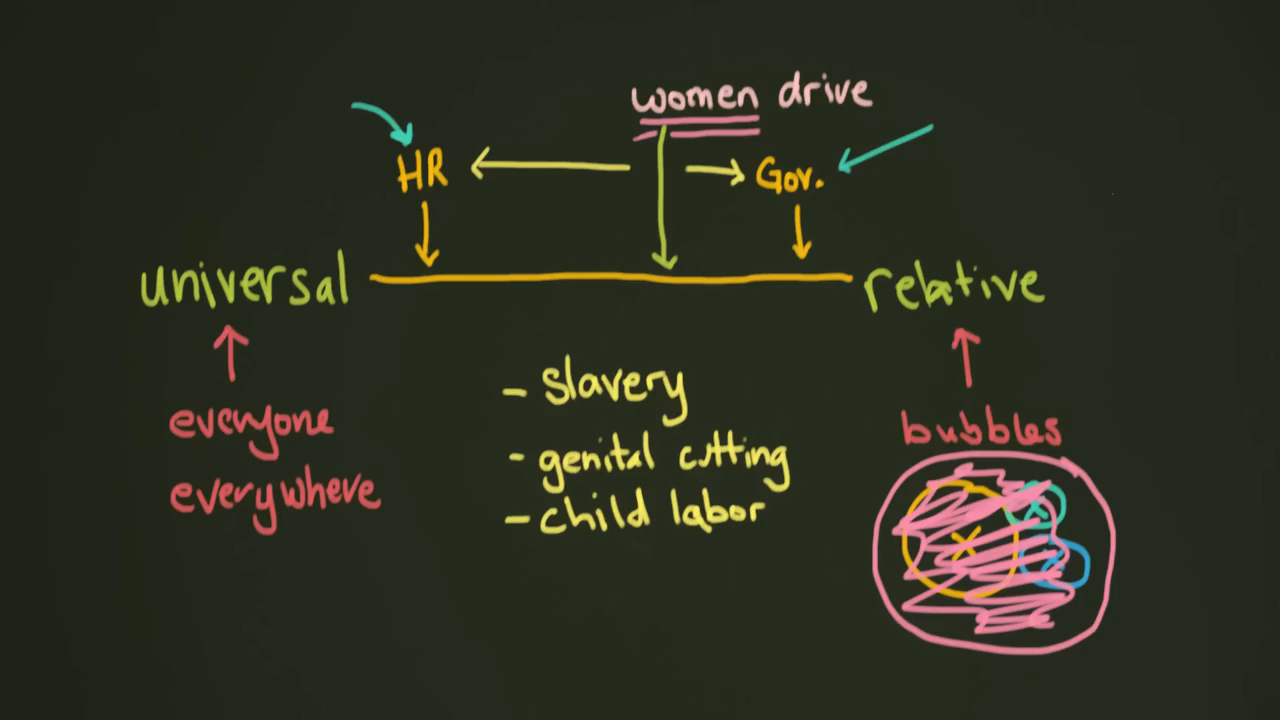 women drive
HR
Gov.
universal
relative
- slavery
- genital cutting
- child labor
everyone
everywhere
bubbles
x
x
x